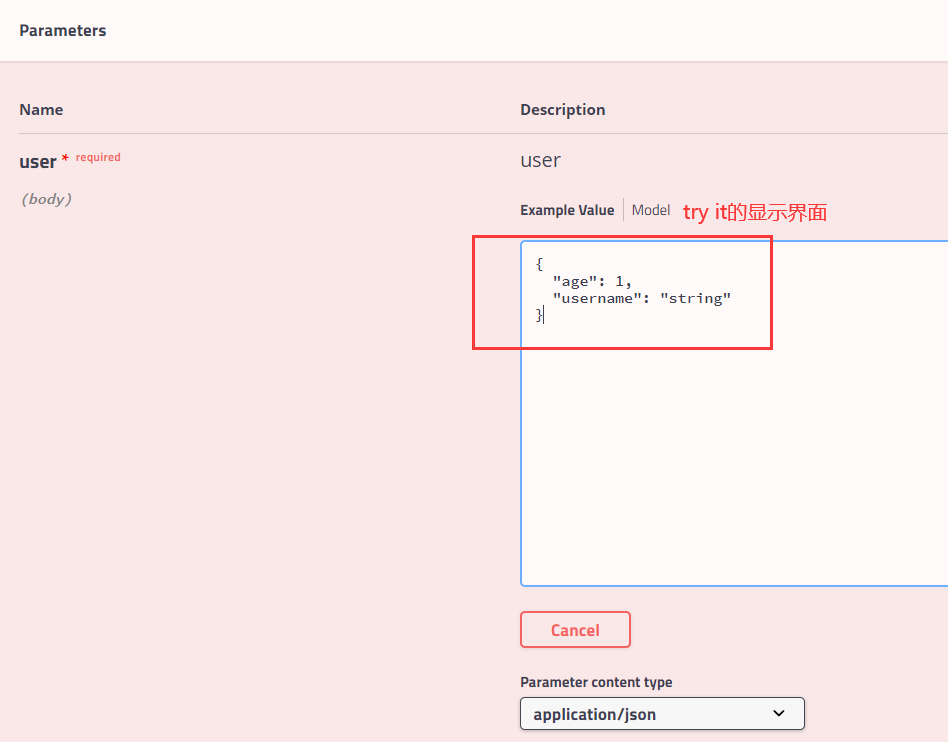 Parameters
Name Description
user * required user
(body)
Example Value Model try it的显示界面
{
"age": 1,
"username": "string"
}
Cancel
Parameter content type
application/json